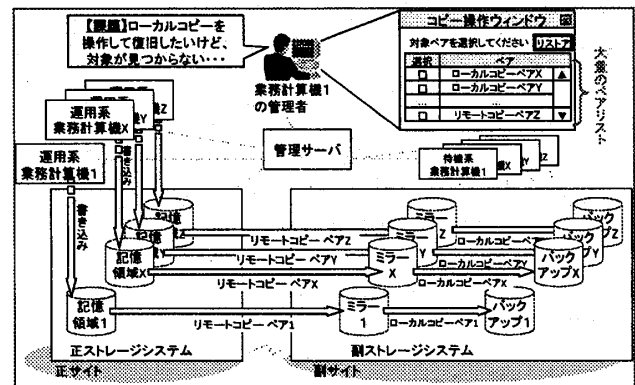 【課題】ローカルコピーを
操作して復旧したいけど、
対象が見つからない・・・
業務計算機1
の管理者
コピー操作ウィンドウ
対象ペアを選択してください
リストア
選択
ペア
ローカルコピーペアX
ローカルコピーペアY
...
リモートコピーペアZ
大量のペアリスト
運用系
業務計算機X
運用系
業務計算機1
書き込み
書き込み
管理サーバ
待機系
業務計算機1
記憶
領域X
記憶
領域1
リモートコピー ペアZ
リモートコピー ペアY
リモートコピー ペアX
リモートコピー ペア1
ミラー
X
ミラー
1
ローカルコピー ペアZ
ローカルコピー ペアY
ローカルコピー ペアX
ローカルコピー ペア1
バック
アップX
バック
アップ1
正ストレージシステム
副ストレージシステム
正サイト
副サイト